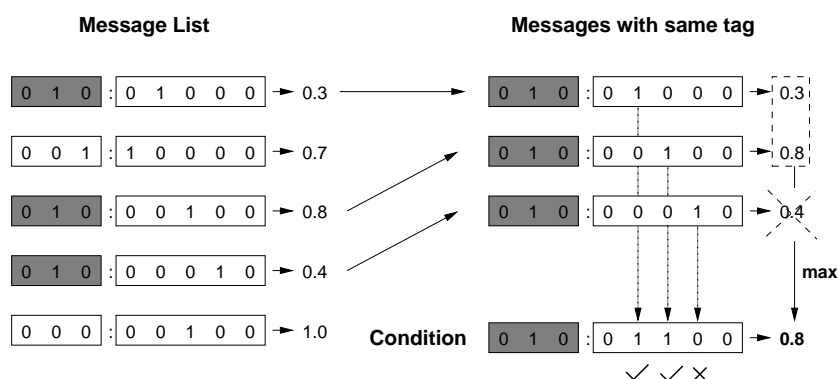 Message List Messages with same tag
0 1 0 : 0 1 0 0 0 0.3 0 1 0 : 0 1 0 0 0 0.3
0 0 1 : 1 0 0 0 0 0.7 0 1 0 : 0 0 1 0 0 0.8
0 1 0 : 0 0 1 0 0 0.8 0 1 0 : 0 0 0 1 0 0.4
0 1 0 : 0 0 0 1 0 0.4 max
0 0 0 : 0 0 1 0 0 1.0 Condition 0 1 0 : 0 1 1 0 0 0.8